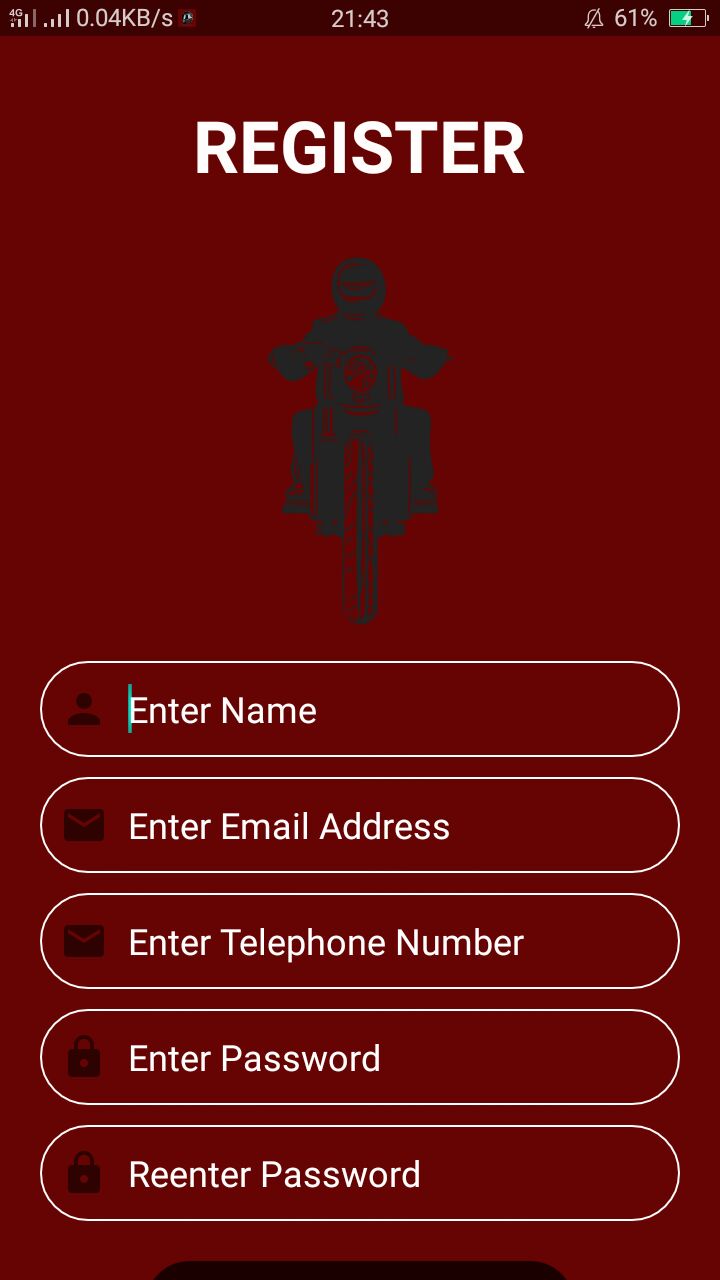 4G 0.04KB/s 21:43 61%
REGISTER
Enter Name
Enter Email Address
Enter Telephone Number
Enter Password
Reenter Password